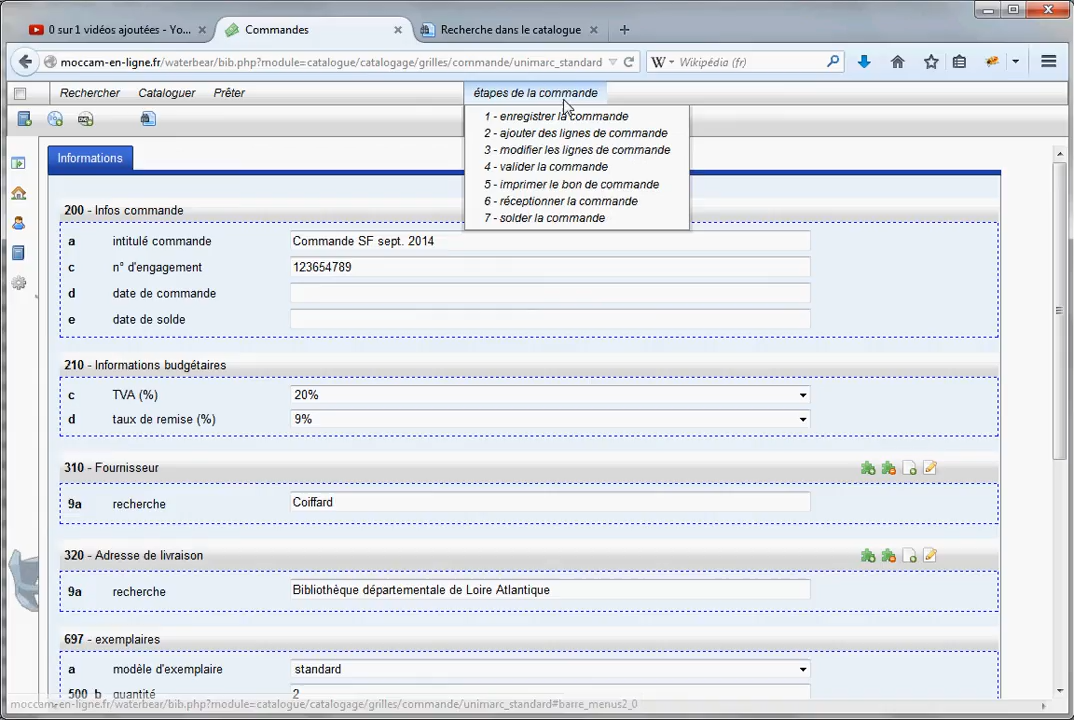 0 sur 1 vidéos ajoutées - Yo...
Commandes
Recherche dans le catalogue
moccam-en-ligne.fr/waterbear/bib.php?module=catalogue/catalogage/grilles/commande/unimarc_standard
Wikipédia (fr)
Rechercher Cataloguer Prêter étapes de la commande
1 - enregistrer la commande
2 - ajouter des lignes de commande
3 - modifier les lignes de commande
4 - valider la commande
5 - imprimer le bon de commande
6 - réceptionner la commande
7 - solder la commande
Informations
200 - Infos commande
a intitulé commande Commande SF sept. 2014
c n° d'engagement 123654789
d date de commande
e date de solde
210 - Informations budgétaires
c TVA (%) 20%
d taux de remise (%) 9%
310 - Fournisseur
9a recherche Coiffard
320 - Adresse de livraison
9a recherche Bibliothèque départementale de Loire Atlantique
697 - exemplaires
a modèle d'exemplaire standard
500 b quantité 2
moccam-en-ligne.fr/waterbear/bib.php?module=catalogue/catalogage/grilles/commande/unimarc_standard#barre_menus2_0